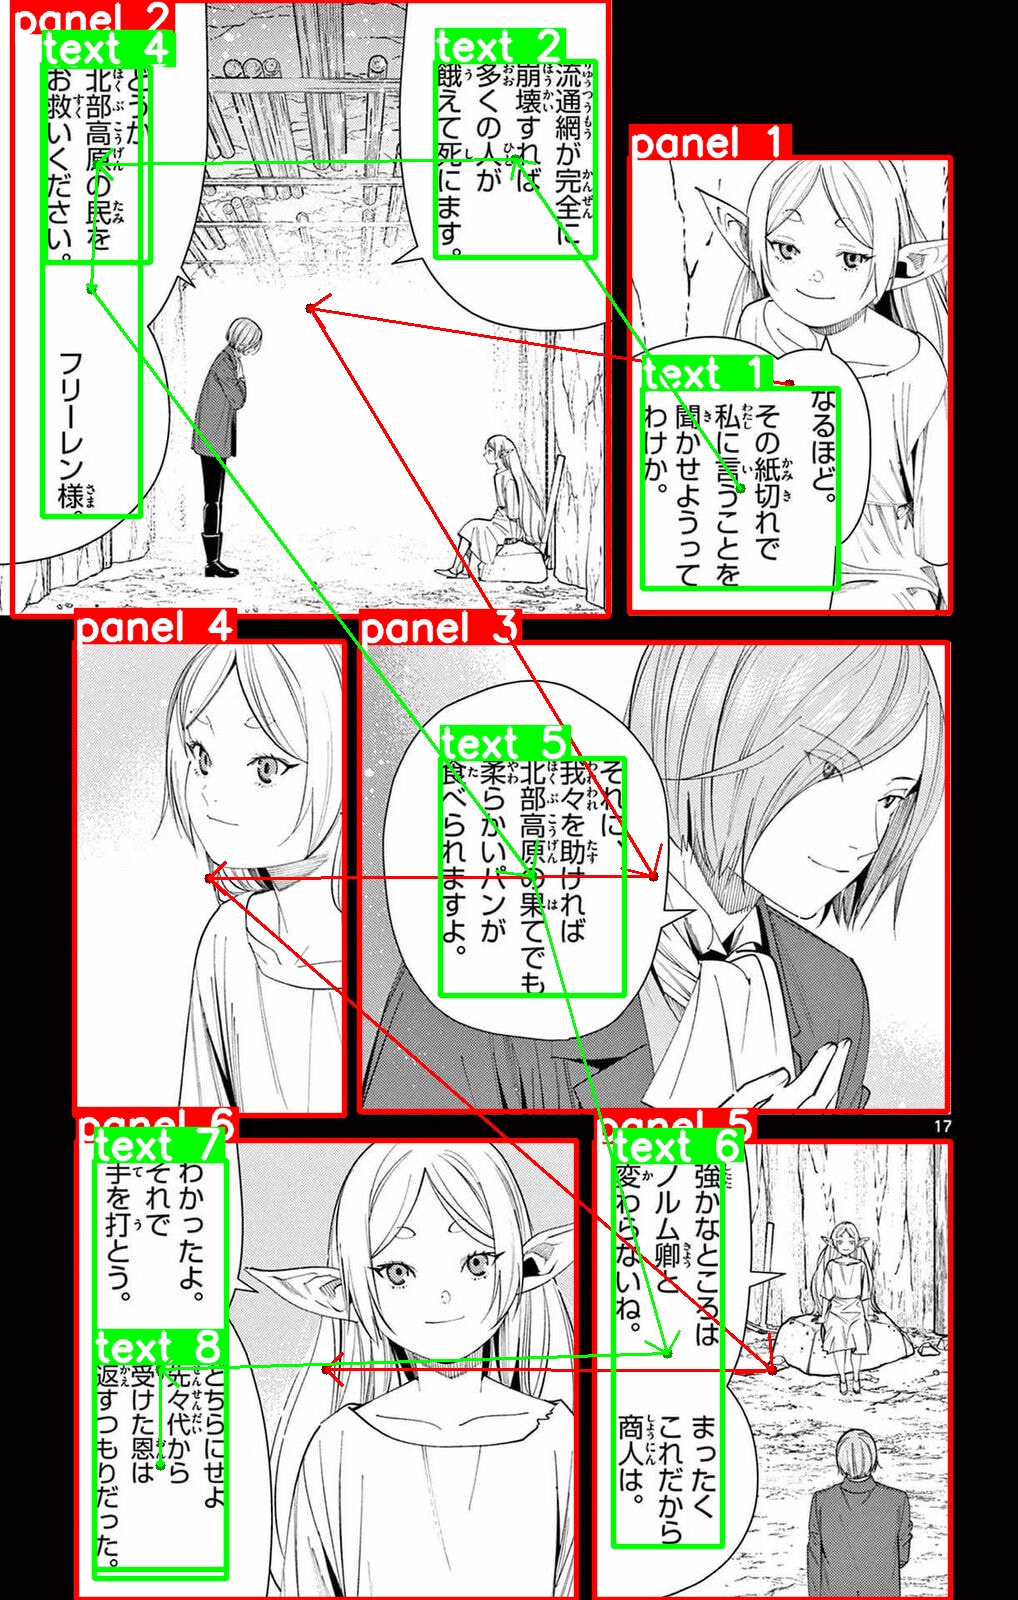 panel 1
text 1
なるほど。
その紙切れで
私に言うことを
聞かせようって
わけか。
panel 2
text 2
流通網が完全に
崩壊すれば
多くの人が
餓えて死にます。
text 4
どうか
北部高原の民を
お救いください。
フリーレン様。
panel 3
text 5
それに、
我々を助ければ
北部高原の果てでも
柔らかいパンが
食べられますよ。
panel 4
17
panel 5
text 6
強かなところは
ノルム卿と
変わらないね。
まったく
これだから
商人は。
panel 6
text 7
わかったよ。
それで
手を打とう。
text 8
どちらにせよ
先々代から
受けた恩は
返すつもりだった。